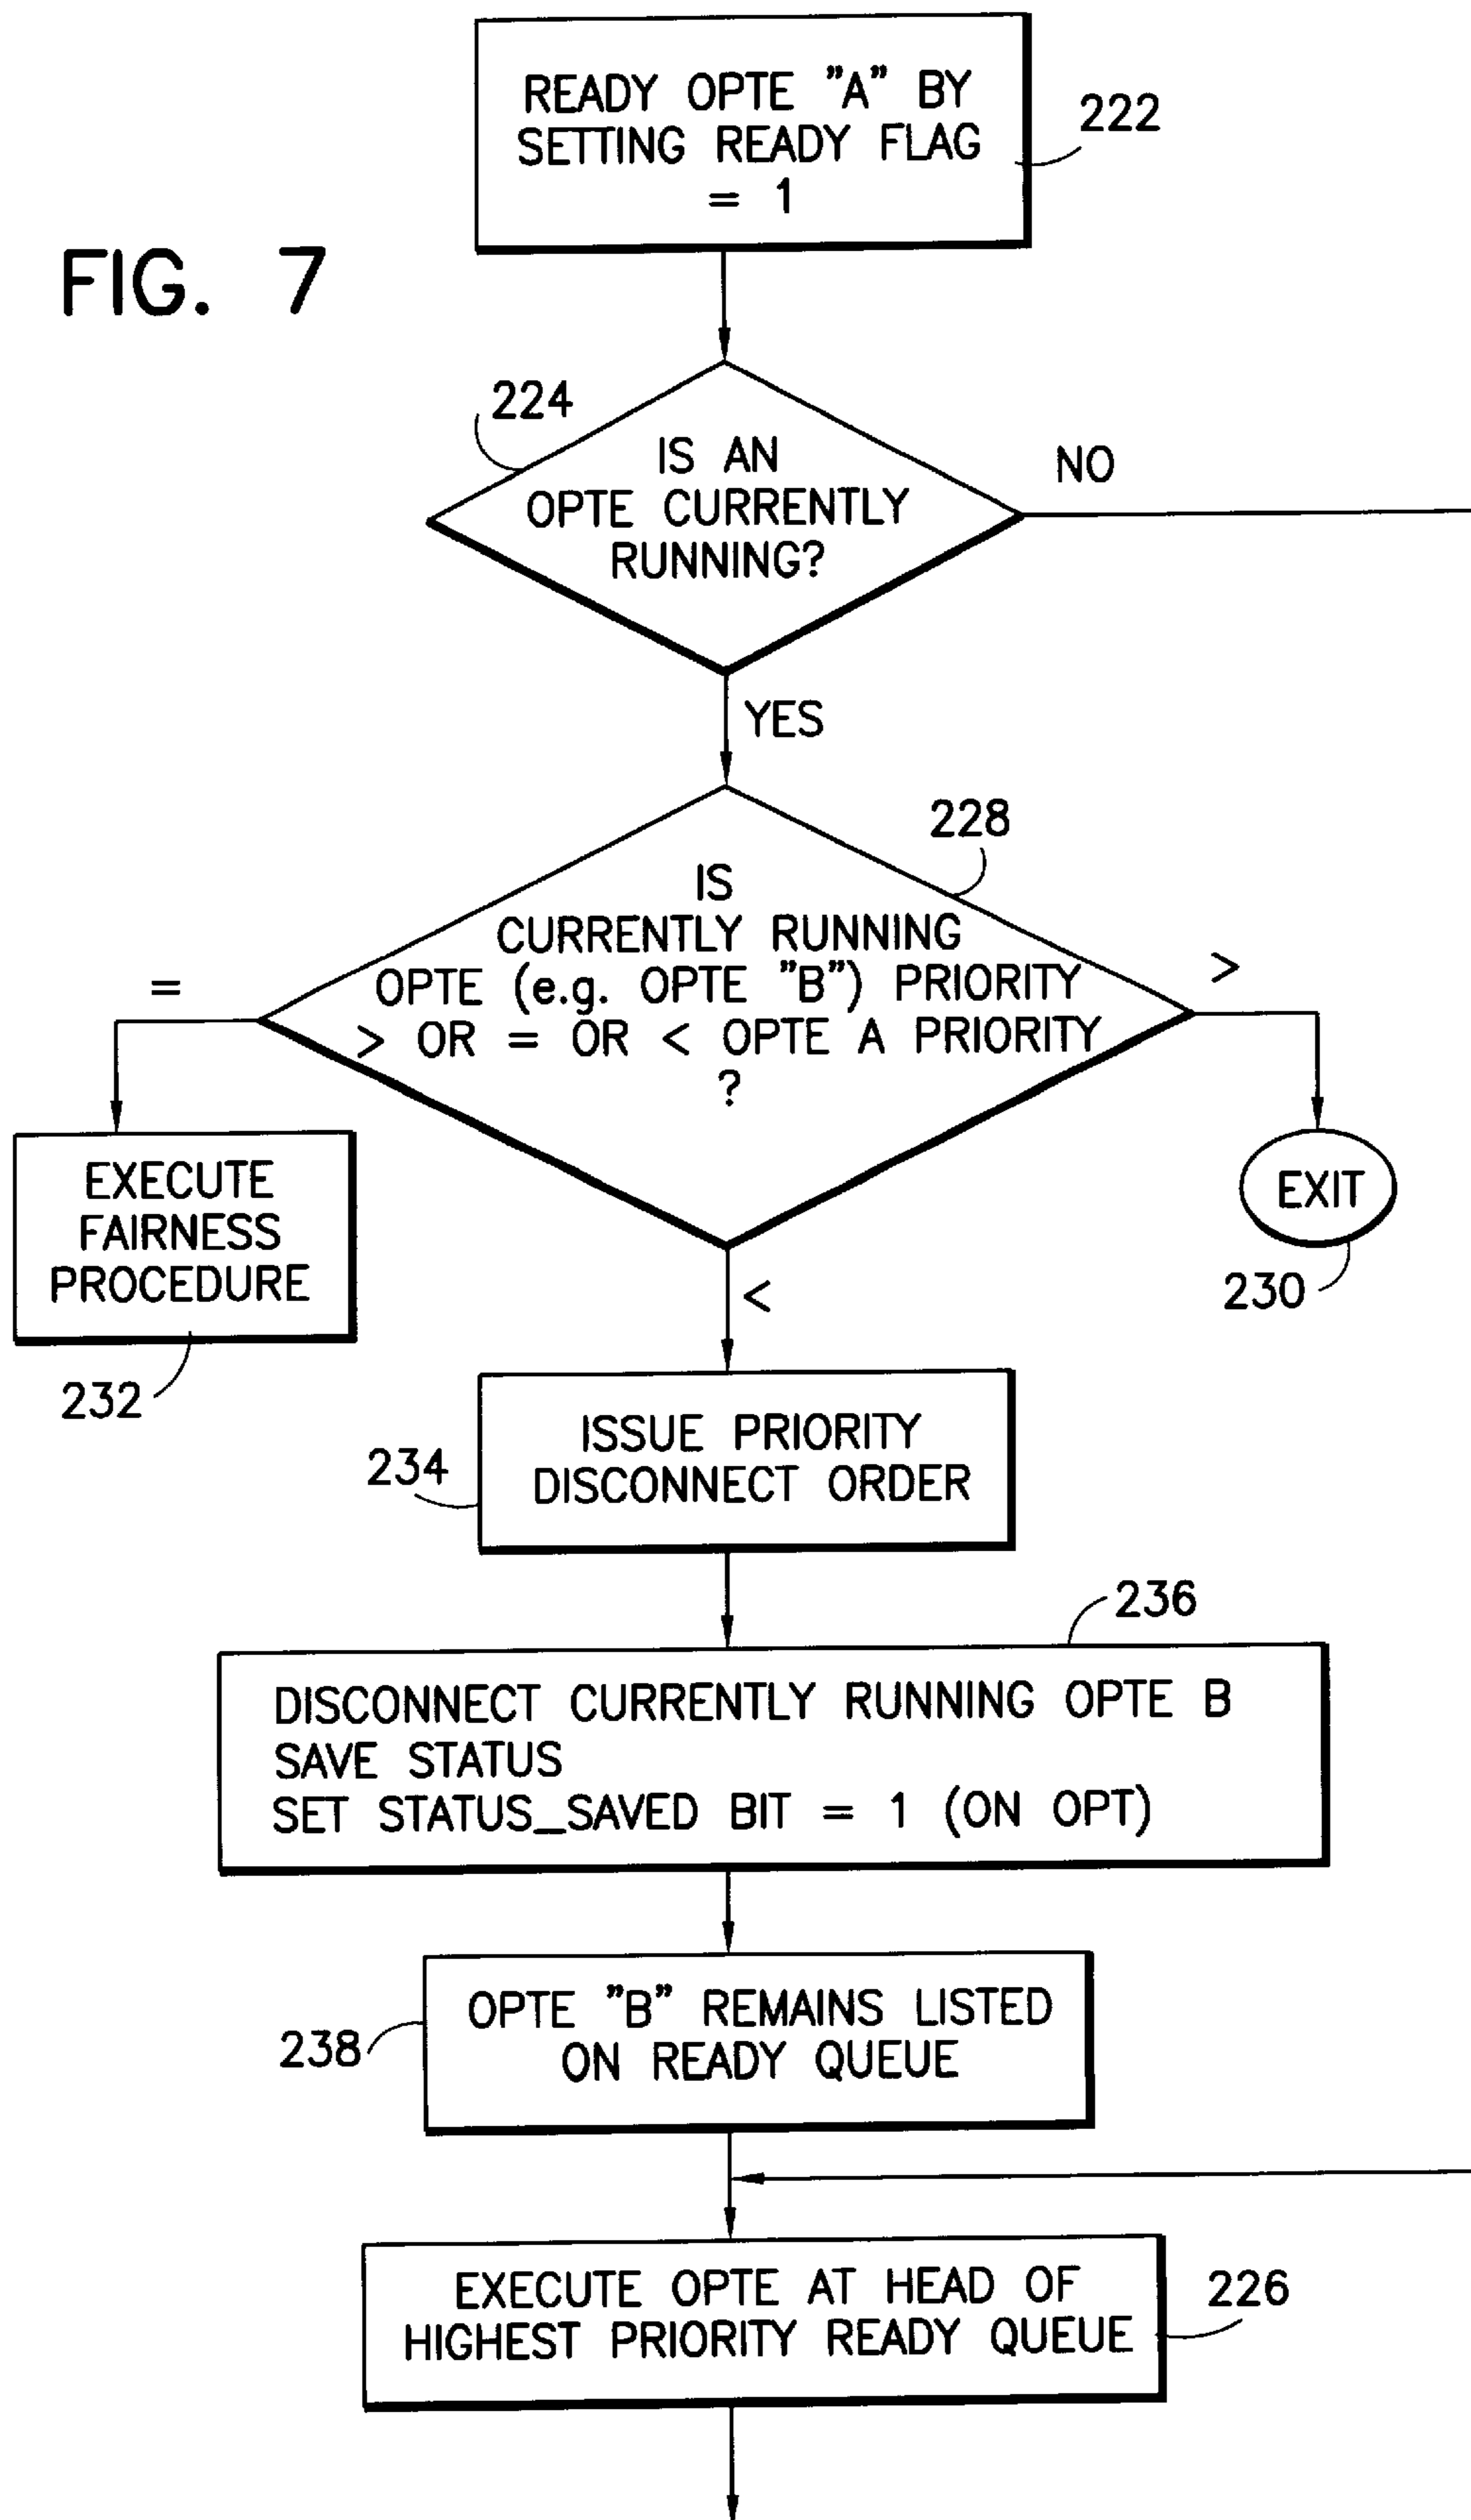 READY OPTE "A" BY
SETTING READY FLAG
= 1
222
FIG. 7
224
IS AN
OPTE CURRENTLY
RUNNING?
NO
YES
228
IS
CURRENTLY RUNNING
OPTE (e.g. OPTE "B") PRIORITY
> OR = OR < OPTE A PRIORITY
?
=
>
EXECUTE
FAIRNESS
PROCEDURE
232
EXIT
230
<
ISSUE PRIORITY
DISCONNECT ORDER
234
236
DISCONNECT CURRENTLY RUNNING OPTE B
SAVE STATUS
SET STATUS_SAVED BIT = 1 (ON OPT)
OPTE "B" REMAINS LISTED
ON READY QUEUE
238
EXECUTE OPTE AT HEAD OF
HIGHEST PRIORITY READY QUEUE
226